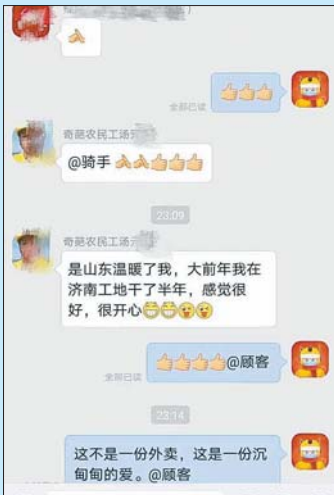 全部已读
奇葩农民工汤
@骑手
23:09
奇葩农民工汤
是山东温暖了我，大前年我在
济南工地干了半年，感觉很
好，很开心
@顾客
全部已读
23:14
这不是一份外卖，这是一份沉
甸甸的爱。@顾客